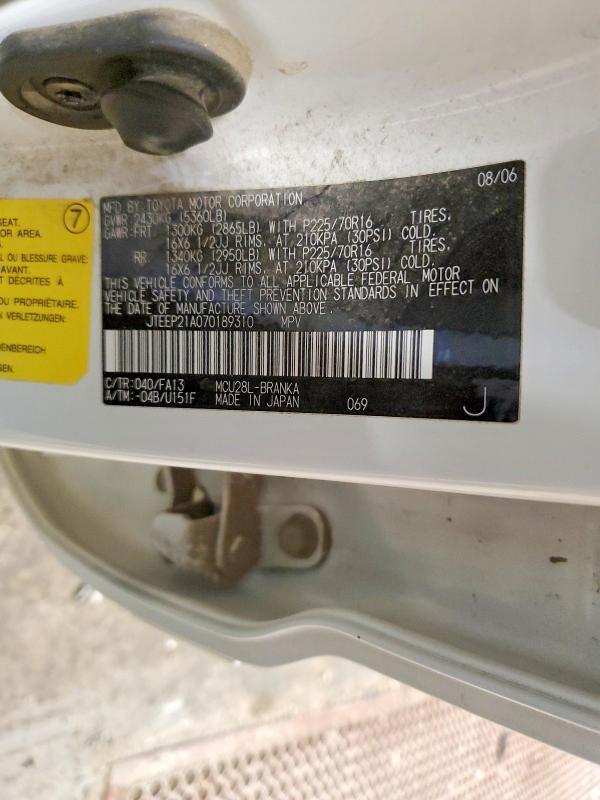 08/06
MFD BY TOYOTA MOTOR CORPORATION
GVWR 2430KG (5360LB)
GAWR-FRT 1300KG (2865LB) WITH P225/70R16 TIRES,
16X6 1/2JJ RIMS, AT 210KPA (30PSI) COLD.
RR 1340KG (2950LB) WITH P225/70R16 TIRES,
16X6 1/2JJ RIMS, AT 210KPA (30PSI) COLD.
THIS VEHICLE CONFORMS TO ALL APPLICABLE FEDERAL MOTOR
VEHICLE SAFETY AND THEFT PREVENTION STANDARDS IN EFFECT ON
THE DATE OF MANUFACTURE SHOWN ABOVE.
JTEEP21A070189310 MPV
C/TR:040/FA13 MCU28L-BRANKA
A/TM:-04B/U151F MADE IN JAPAN 069 J
7
SEAT.
OR AREA.
L OU BLESSURE GRAVE:
AVANT.
T DÉCRITES À
U PROPRIÉTAIRE.
EN VERLETZUNGEN:
DENBEREICH
SEN.